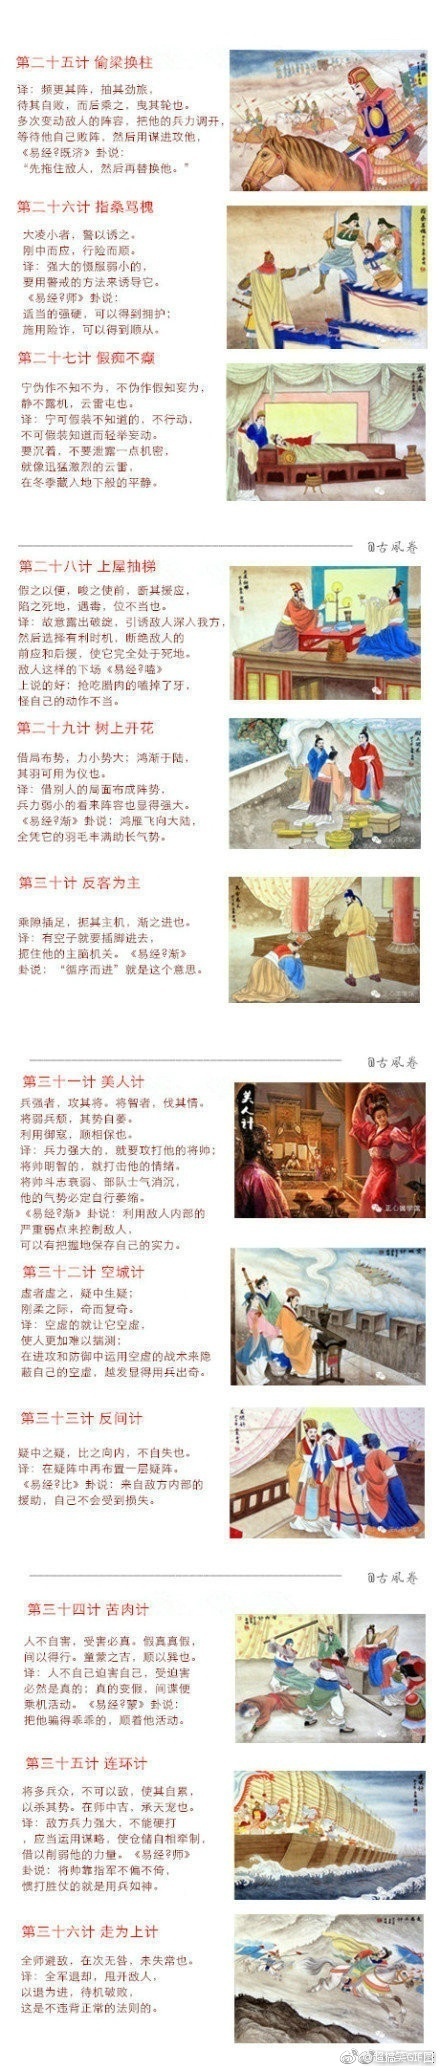 第二十五计 偷梁换柱
译：频更其阵，抽其劲旅，
待其自败，而后乘之，曳其轮也。
多次变动敌人的阵容，把他的兵力调开，
等待他自己败阵，然后用谋进攻他，
《易经?既济》卦说：
“先拖住敌人，然后再替换他。”
第二十六计 指桑骂槐
大凌小者，警以诱之。
刚中而应，行险而顺。
译：强大的慑服弱小的，
要用警戒的方法来诱导它。
《易经?师》卦说：
适当的强硬，可以得到拥护；
施用险诈，可以得到顺从。
第二十七计 假痴不癫
宁伪作不知不为，不伪作假知妄为，
静不露机，云雷屯也。
译：宁可假装不知道的，不行动，
不可假装知道而轻举妄动。
要沉着，不要泄露一点机密，
就像迅猛激烈的云雷，
在冬季藏入地下般的平静。
@古風卷
第二十八计 上屋抽梯
假之以便，唆之使前，断其援应，
陷之死地，遇毒，位不当也。
译：故意露出破绽，引诱敌人深入我方，
然后选择有利时机，断绝敌人的
前应和后援，使它完全处于死地。
敌人这样的下场《易经?嗑》
上说的好：抢吃腊肉的嗑掉了牙，
怪自己的动作不当。
第二十九计 树上开花
借局布势，力小势大；鸿渐于陆，
其羽可用为仪也。
译：借别人的局面布成阵势，
兵力弱小的看来阵容也显得强大。
《易经?渐》卦说：鸿雁飞向大陆，
全凭它的羽毛丰满助长气势。
第三十计 反客为主
乘隙插足，扼其主机，渐之进也。
译：有空子就要插脚进去，
扼住他的主脑机关。《易经?渐》
卦说：“循序而进”就是这个意思。
@古風卷
第三十一计 美人计
兵强者，攻其将。将智者，伐其情。
将弱兵颓，其势自萎。
利用御寇，顺相保也。
译：兵力强大的，就要攻打他的将帅；
将帅明智的，就打击他的情绪。
将帅斗志衰弱、部队士气消沉，
他的气势必定自行萎缩。
《易经?渐》卦说：利用敌人内部的
严重弱点来控制敌人，
可以有把握地保存自己的实力。
美人计
正心儒学馆
第三十二计 空城计
虚者虚之，疑中生疑；
刚柔之际，奇而复奇。
译：空虚的就让它空虚，
使人更加难以揣测；
在进攻和防御中运用空虚的战术来隐
蔽自己的空虚，越发显得用兵出奇。
第三十三计 反间计
疑中之疑，比之向内，不自失也。
译：在疑阵中再布置一层疑阵。
《易经?比》卦说：来自敌方内部的
援助，自己不会受到损失。
@古風卷
第三十四计 苦肉计
人不自害，受害必真。假真真假，
间以得行。童蒙之吉，顺以巽也。
译：人不自己迫害自己，受迫害
必然是真的；真的变假，间谍便
乘机活动。《易经?蒙》卦说：
把他骗得乖乖的，顺着他活动。
第三十五计 连环计
将多兵众，不可以敌，使其自累，
以杀其势。在师中吉，承天宠也。
译：敌方兵力强大，不能硬打
，应当运用谋略，使仓储自相牵制，
借以削弱他的力量。《易经?师》
卦说：将帅靠指军不偏不倚，
惯打胜仗的就是用兵如神。
第三十六计 走为上计
全师避敌，左次无咎，未失常也。
译：全军退却，甩开敌人，
以退为进，待机破敌，
这是不违背正常的法则的。